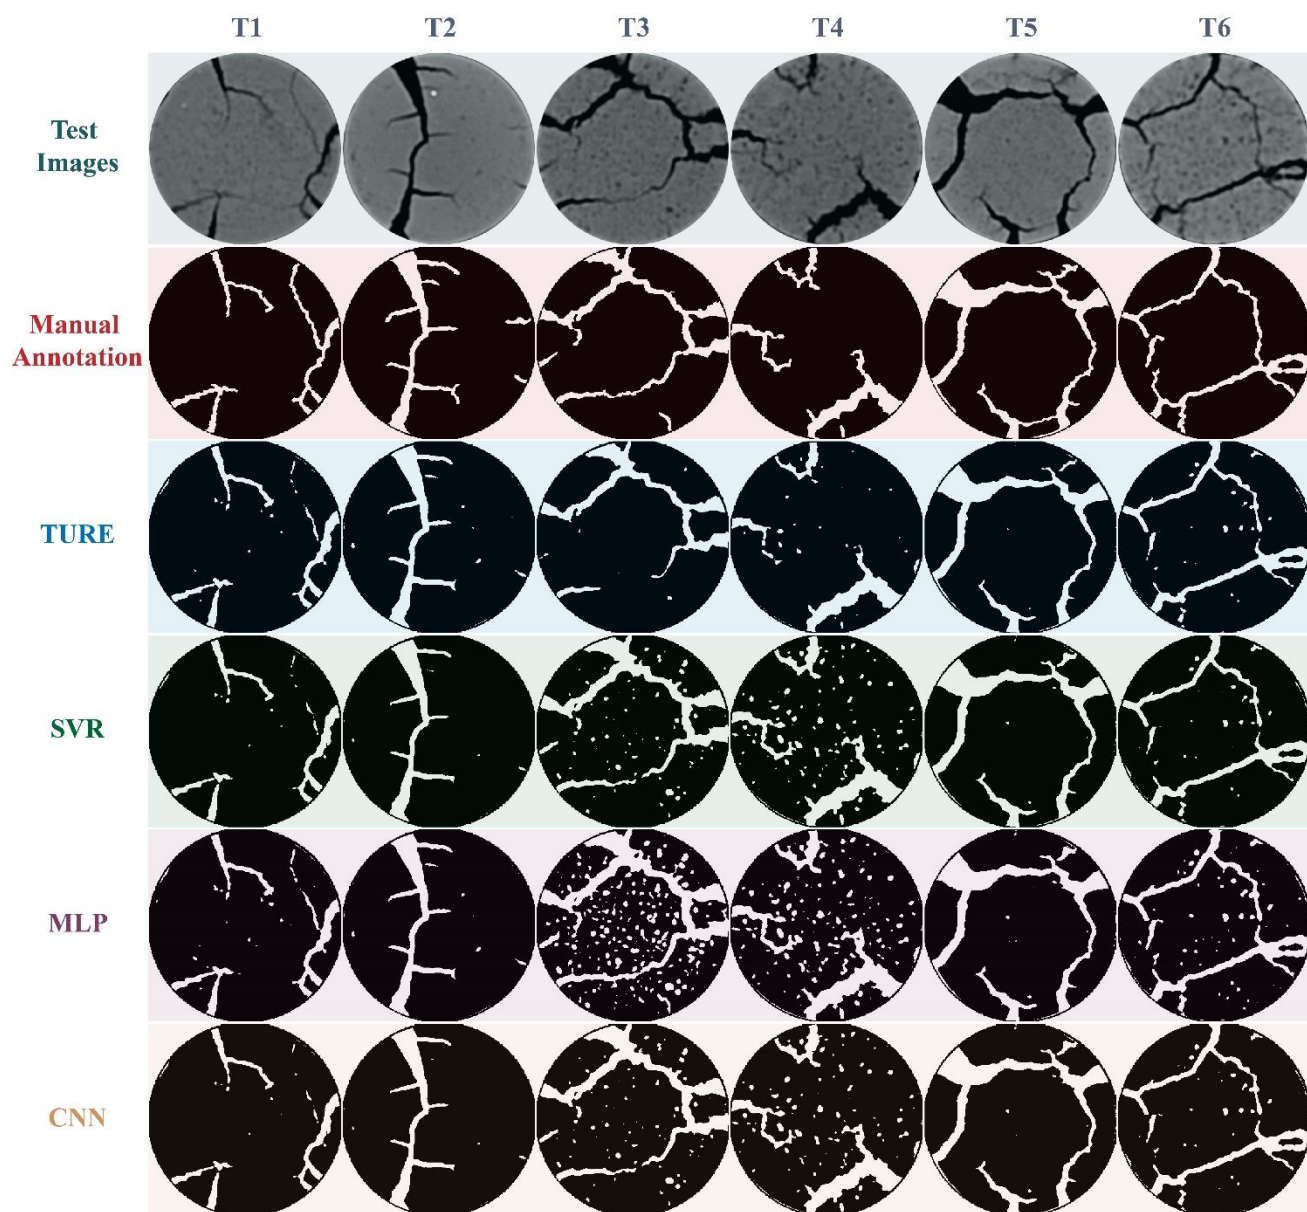 T1 T2 T3 T4 T5 T6
Test
Images
Manual
Annotation
TURE
SVR
MLP
CNN